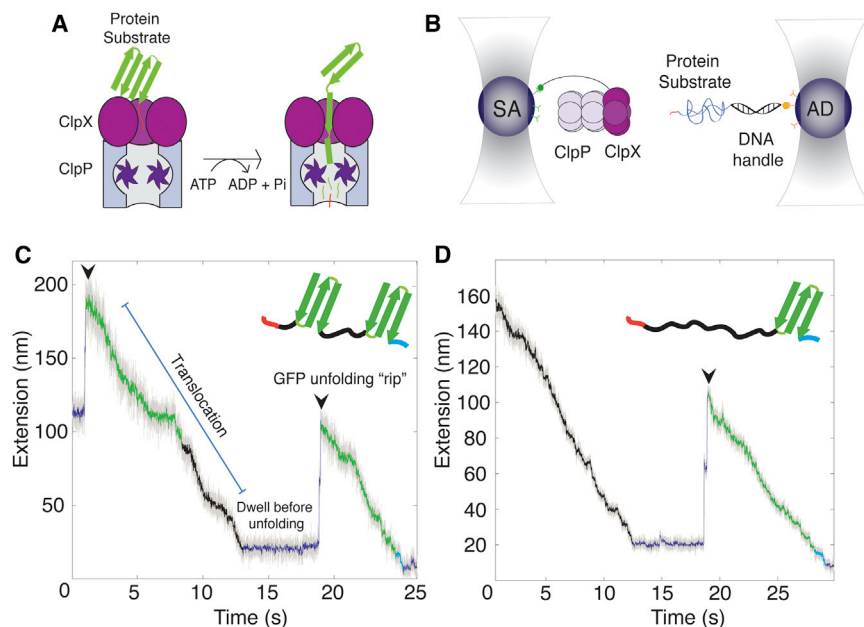 A
Protein
Substrate
ClpX
ClpP
ATP
ADP + Pi
B
SA
ClpP
ClpX
Protein
Substrate
DNA
handle
AD
C
Extension (nm)
200
150
100
50
0
5
10
15
20
25
Time (s)
Translocation
GFP unfolding "rip"
Dwell before
unfolding
D
Extension (nm)
160
140
120
100
80
60
40
20
0
5
10
15
20
25
30
Time (s)